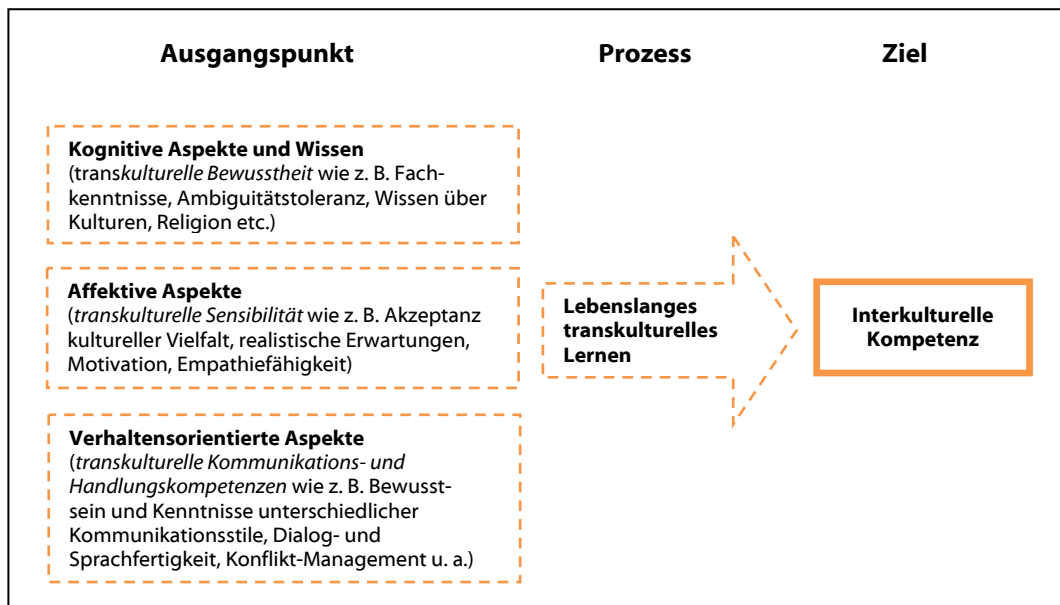 Ausgangspunkt
Prozess
Ziel
Kognitive Aspekte und Wissen
(transkulturelle Bewusstheit wie z. B. Fach-
kenntnisse, Ambiguitätstoleranz, Wissen über
Kulturen, Religion etc.)
Affektive Aspekte
(transkulturelle Sensibilität wie z. B. Akzeptanz
kultureller Vielfalt, realistische Erwartungen,
Motivation, Empathiefähigkeit)
Verhaltensorientierte Aspekte
(transkulturelle Kommunikations- und
Handlungskompetenzen wie z. B. Bewusst-
sein und Kenntnisse unterschiedlicher
Kommunikationsstile, Dialog- und
Sprachfertigkeit, Konflikt-Management u. a.)
Lebenslanges
transkulturelles
Lernen
Interkulturelle
Kompetenz